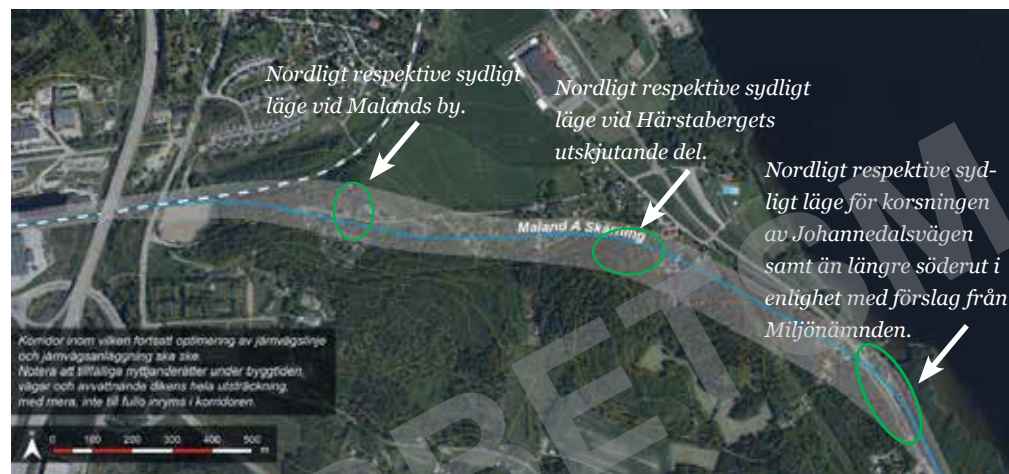 Nordligt respektive sydligt
läge vid Malands by.
Nordligt respektive sydligt
läge vid Härstabergets
utskjutande del.
Nordligt respektive syd-
ligt läge för korsningen
av Johannedalsvägen
samt än längre söderut i
enlighet med förslag från
Miljönämnden.
Maland A Skärning
Korridor inom vilken fortsatt optimering av järnvägslinje
och järnvägsanläggning ska ske.
Notera att tillfälliga nyttjanderätter under byggtiden,
vägar och avvattnande dikens hela utsträckning,
med mera, inte till fullo inryms i korridoren.
0 100 200 300 400 500
m